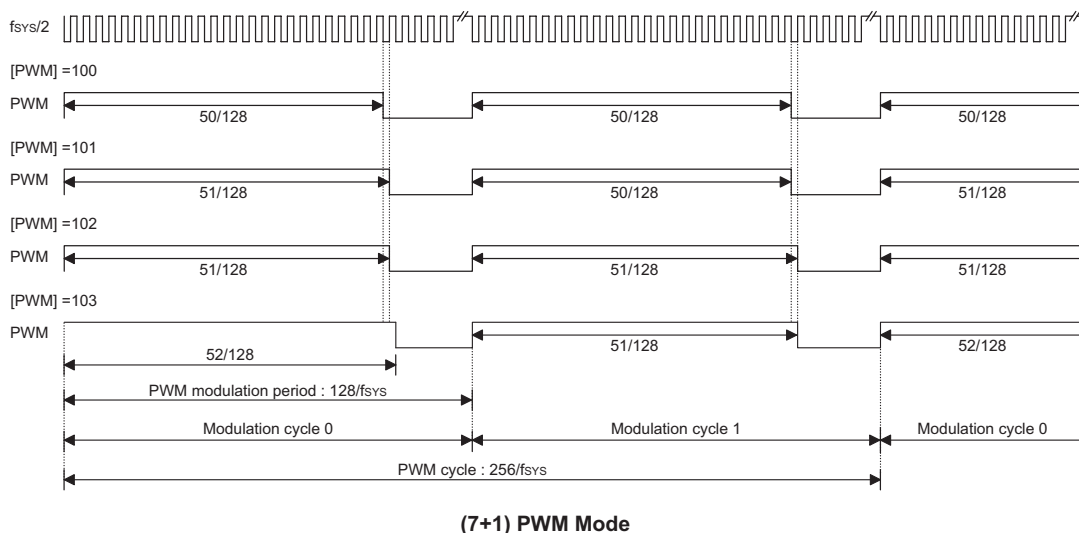 fSYS/2
[PWM] =100
PWM
50/128 50/128 50/128
[PWM] =101
PWM
51/128 50/128 51/128
[PWM] =102
PWM
51/128 51/128 51/128
[PWM] =103
PWM
52/128 51/128 52/128
PWM modulation period : 128/fSYS
Modulation cycle 0 Modulation cycle 1 Modulation cycle 0
PWM cycle : 256/fSYS
(7+1) PWM Mode